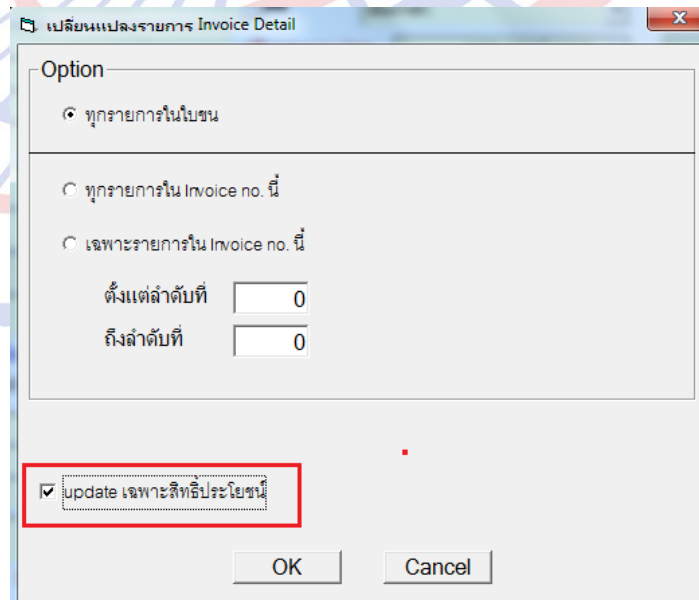 เปลี่ยนแปลงรายการ Invoice Detail
Option
ทุกรายการในใบขน
ทุกรายการใน Invoice no. นี้
เฉพาะรายการใน Invoice no. นี้
ตั้งแต่ลำดับที่ 0
ถึงลำดับที่ 0
update เฉพาะสิทธิ์ประโยชน์
OK Cancel